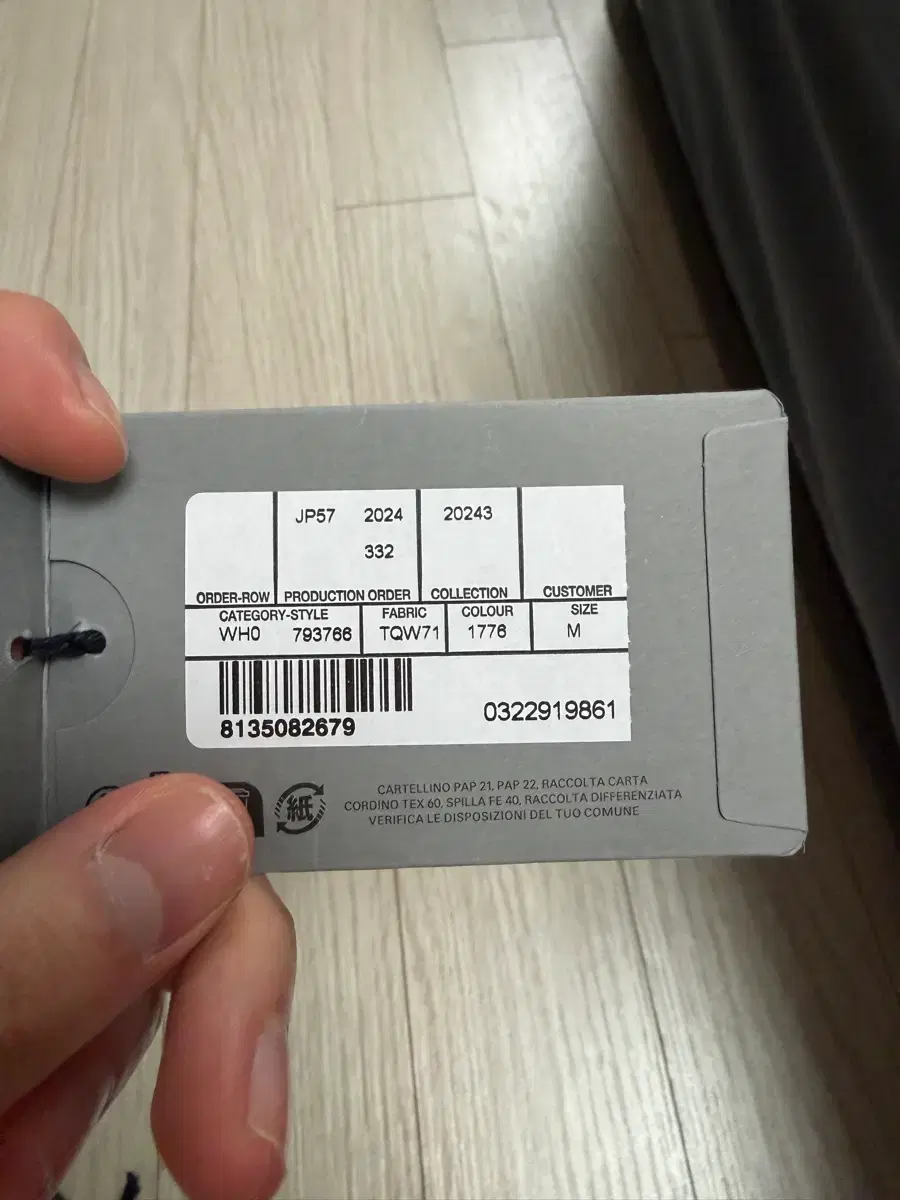 JP57 2024 20243
332
ORDER-ROW PRODUCTION ORDER COLLECTION CUSTOMER
CATEGORY-STYLE FABRIC COLOUR SIZE
WH0 793766 TQW71 1776 M
8135082679 0322919861
紙
CARTELLINO PAP 21, PAP 22, RACCOLTA CARTA
CORDINO TEX 60, SPILLA FE 40, RACCOLTA DIFFERENZIATA
VERIFICA LE DISPOSIZIONI DEL TUO COMUNE